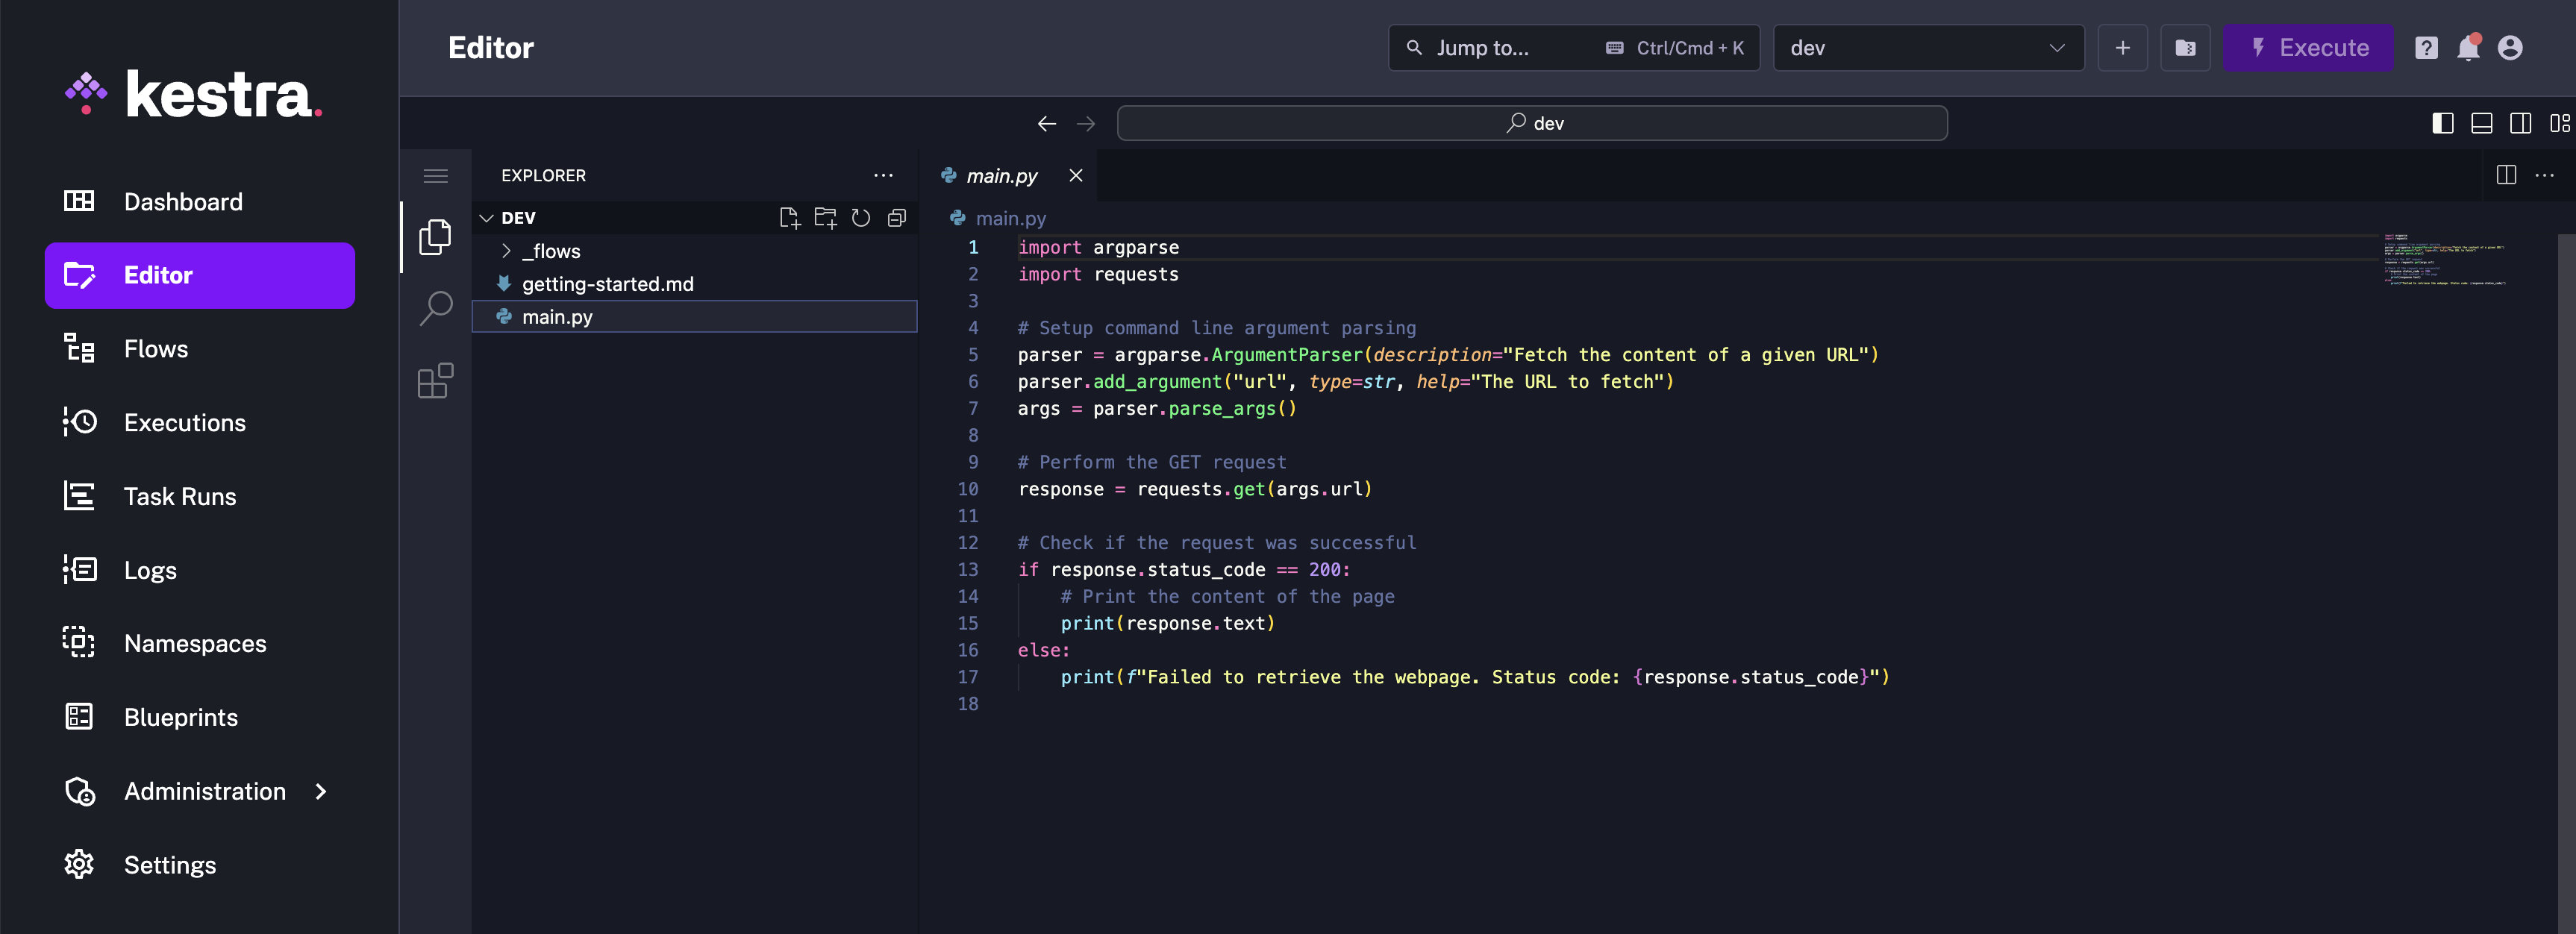 kestra.
Dashboard
Editor
Flows
Executions
Task Runs
Logs
Namespaces
Blueprints
Administration
Settings
Editor
Jump to...
Ctrl/Cmd + K
dev
+
Execute
dev
EXPLORER
DEV
_flows
getting-started.md
main.py
main.py
main.py
1 import argparse
2 import requests
3
4 # Setup command line argument parsing
5 parser = argparse.ArgumentParser(description="Fetch the content of a given URL")
6 parser.add_argument("url", type=str, help="The URL to fetch")
7 args = parser.parse_args()
8
9 # Perform the GET request
10 response = requests.get(args.url)
11
12 # Check if the request was successful
13 if response.status_code == 200:
14     # Print the content of the page
15     print(response.text)
16 else:
17     print(f"Failed to retrieve the webpage. Status code: {response.status_code}")
18